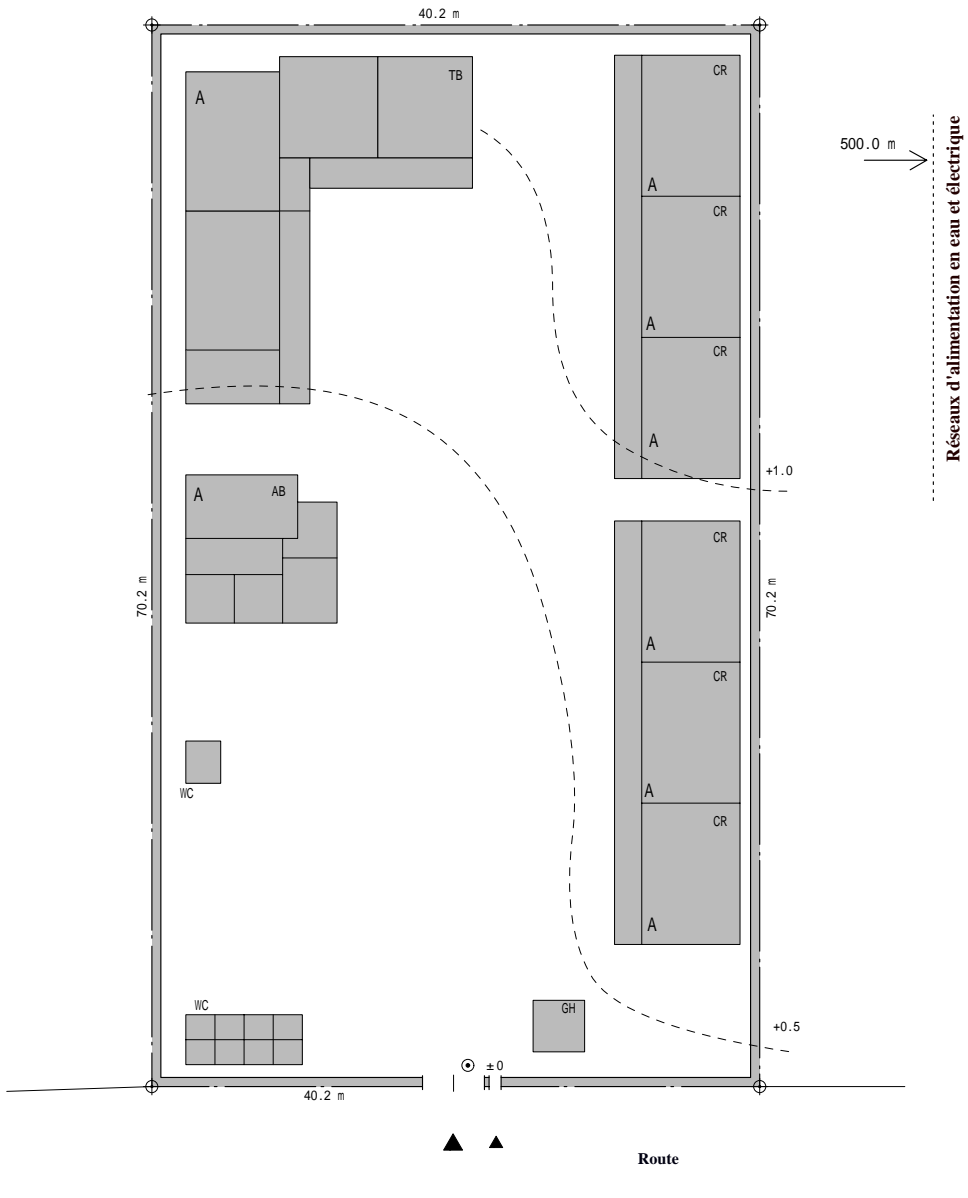 40.2 m
A
TB
CR
500.0 m
Réseaux d'alimentation en eau et électrique
A
CR
A
CR
A
+1.0
A
AB
CR
70.2 m
70.2 m
A
CR
WC
A
CR
A
WC
GH
+0.5
±0
40.2 m
Route